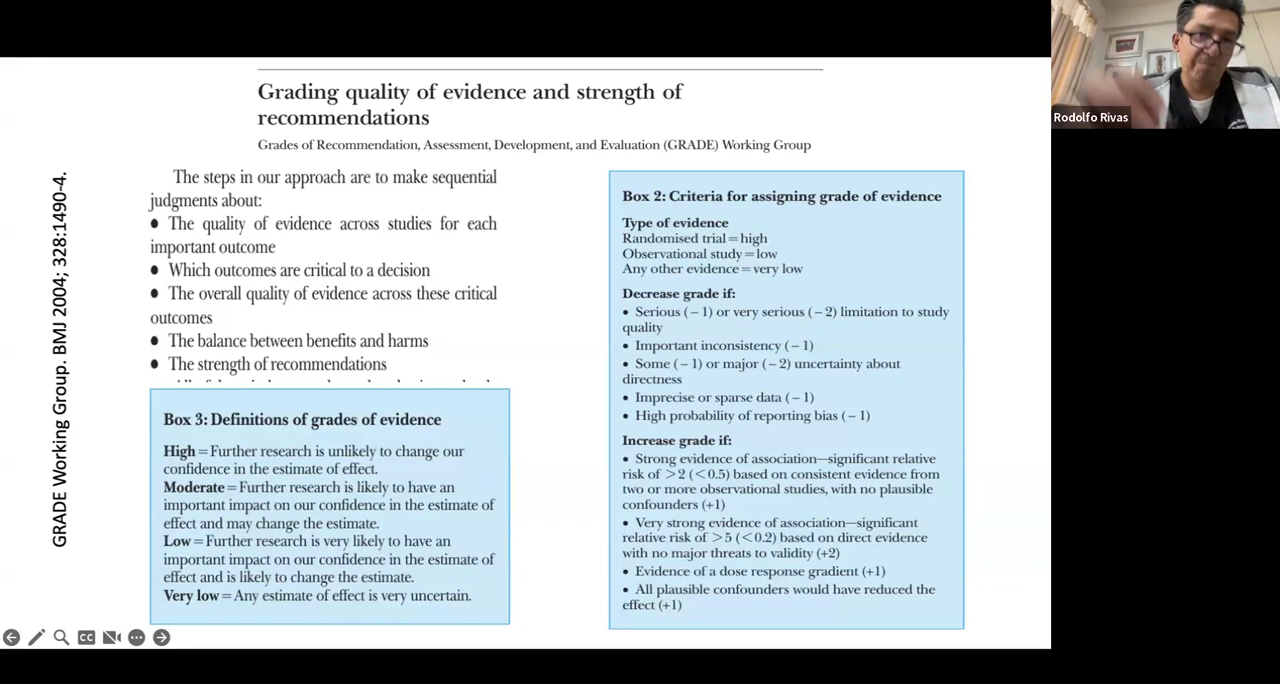 Grading quality of evidence and strength of
recommendations
Grades of Recommendation, Assessment, Development, and Evaluation (GRADE) Working Group
GRADE Working Group. BMJ 2004; 328:1490-4.
The steps in our approach are to make sequential
judgments about:
● The quality of evidence across studies for each
important outcome
● Which outcomes are critical to a decision
● The overall quality of evidence across these critical
outcomes
● The balance between benefits and harms
● The strength of recommendations
Box 3: Definitions of grades of evidence
High = Further research is unlikely to change our
confidence in the estimate of effect.
Moderate = Further research is likely to have an
important impact on our confidence in the estimate of
effect and may change the estimate.
Low = Further research is very likely to have an
important impact on our confidence in the estimate of
effect and is likely to change the estimate.
Very low = Any estimate of effect is very uncertain.
Box 2: Criteria for assigning grade of evidence
Type of evidence
Randomised trial = high
Observational study = low
Any other evidence = very low
Decrease grade if:
• Serious (−1) or very serious (−2) limitation to study
quality
• Important inconsistency (−1)
• Some (−1) or major (−2) uncertainty about
directness
• Imprecise or sparse data (−1)
• High probability of reporting bias (−1)
Increase grade if:
• Strong evidence of association—significant relative
risk of >2 (<0.5) based on consistent evidence from
two or more observational studies, with no plausible
confounders (+1)
• Very strong evidence of association—significant
relative risk of >5 (<0.2) based on direct evidence
with no major threats to validity (+2)
• Evidence of a dose response gradient (+1)
• All plausible confounders would have reduced the
effect (+1)
CC
Rodolfo Rivas